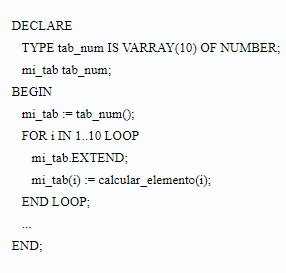 DECLARE
TYPE tab_num IS VARRAY(10) OF NUMBER;
mi_tab tab_num;
BEGIN
mi_tab := tab_num();
FOR i IN 1..10 LOOP
mi_tab.EXTEND;
mi_tab(i) := calcular_elemento(i);
END LOOP;
...
END;